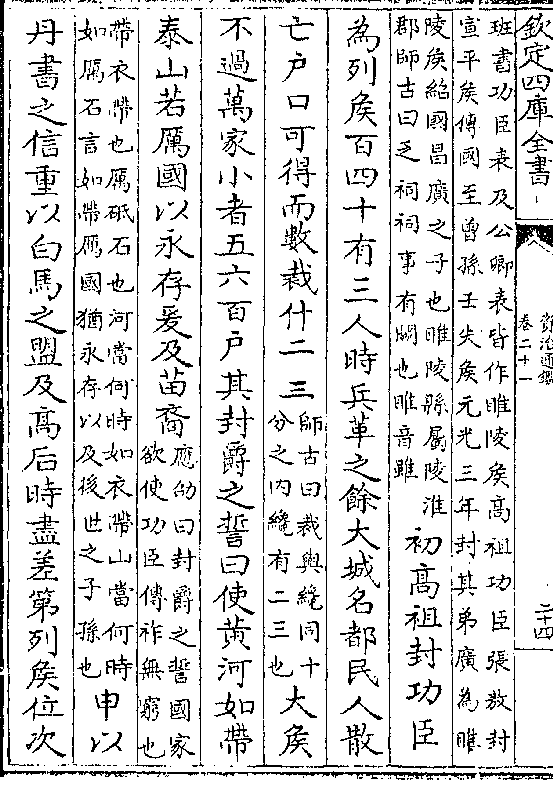 欽定四庫全書
資治通鑑
卷二十一
二十四
班書功臣表及公卿表皆作睢陵矦高祖功臣張敖封
宣平矦傳國至曾孫王失矦元光三年封其弟廣為睢
陵矦紹國昌廣之子也睢陵縣屬陵淮
郡師古曰乏祠祠事有闕也睢音雖
初高祖封功臣
為列矦百四十有三人時兵革之餘大城名都民人散
亡户口可得而數裁什二三
師古曰裁與纔同十
分之内纔有二三也
大矦
不過萬家小者五六百户其封爵之誓曰使黄河如帶
泰山若厲國以永存爰及苗裔
應劭曰封爵之誓國家
欲使功臣傳祚無窮也
帶衣帶也厲砥石也河當何時如衣帶山當何時
如厲石言如帶厲國猶永存以及後世之子孫也
申以
丹書之信重以白馬之盟及高后時盡差第列矦位次